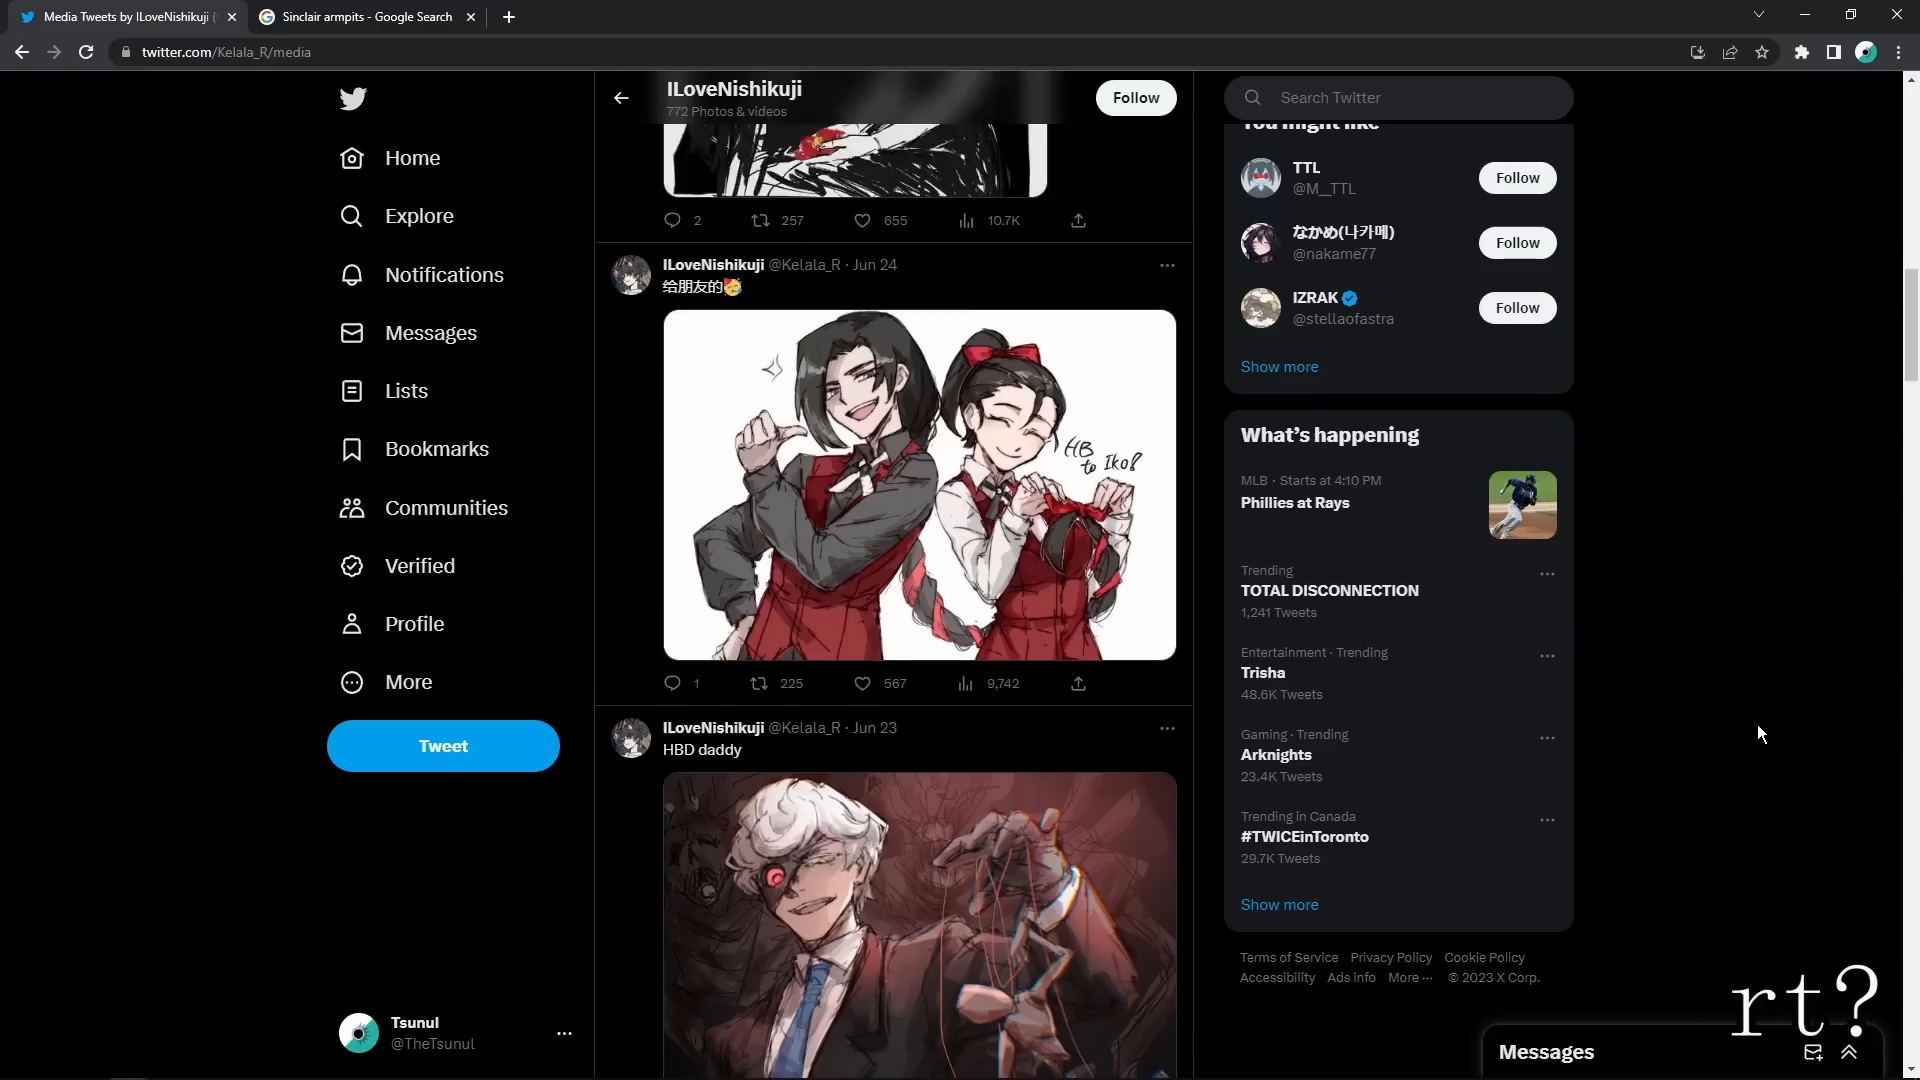 Media Tweets by ILoveNishikuji (
Sinclair armpits - Google Search
twitter.com/Kelala_R/media
Home
Explore
Notifications
Messages
Lists
Bookmarks
Communities
Verified
Profile
More
Tweet
Tsunul
@TheTsunul
ILoveNishikuji
772 Photos & videos
Follow
2 257 655 10.7K
ILoveNishikuji @Kelala_R · Jun 24
给朋友的🥳
HB
to Iko!
1 225 567 9,742
ILoveNishikuji @Kelala_R · Jun 23
HBD daddy
Search Twitter
You might like
TTL
@M__TTL
Follow
なかめ(나카메)
@nakame77
Follow
IZRAK
@stellaofastra
Follow
Show more
What's happening
MLB · Starts at 4:10 PM
Phillies at Rays
Trending
TOTAL DISCONNECTION
1,241 Tweets
Entertainment · Trending
Trisha
48.6K Tweets
Gaming · Trending
Arknights
23.4K Tweets
Trending in Canada
#TWICEinToronto
29.7K Tweets
Show more
Terms of Service Privacy Policy Cookie Policy
Accessibility Ads info More ··· © 2023 X Corp.
rt?
Messages